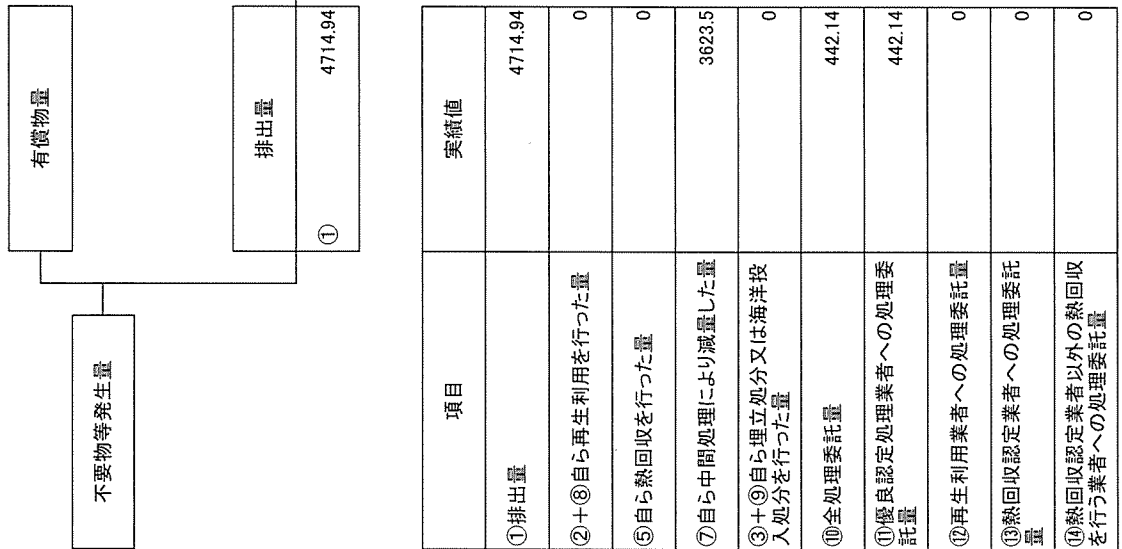 不要物等発生量
有償物量
排出量
① 4714.94
項目 実績値
①排出量 4714.94
②＋⑧自ら再生利用を行った量 0
⑤自ら熱回収を行った量 0
⑦自ら中間処理により減量した量 3623.5
③＋⑨自ら埋立処分又は海洋投 0
入処分を行った量
⑩全処理委託量 442.14
⑪優良認定処理業者への処理委 442.14
託量
⑫再生利用業者への処理委託量 0
⑬熱回収認定業者への処理委託 0
量
⑭熱回収認定業者以外の熱回収 0
を行う業者への処理委託量